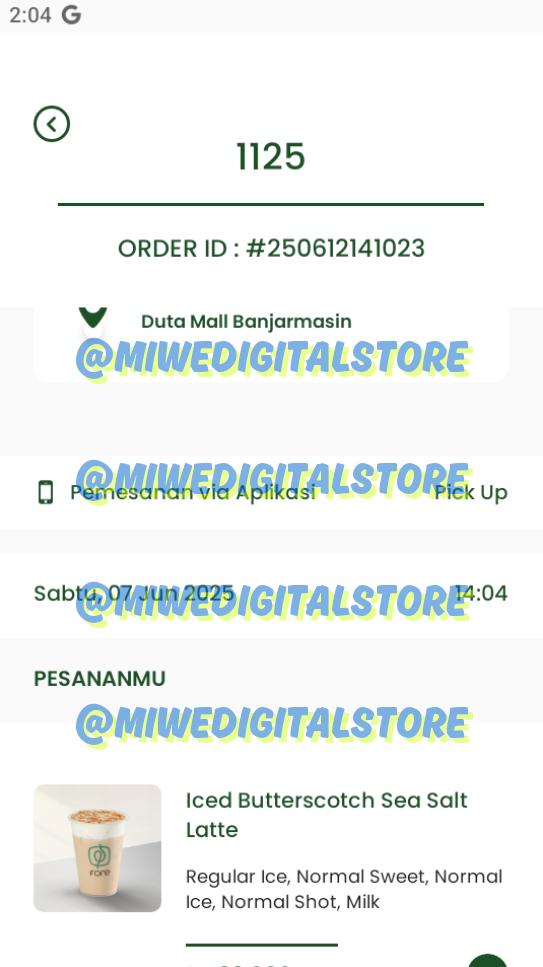 2:04 G
1125
ORDER ID : #250612141023
Duta Mall Banjarmasin
@MIWEDIGITALSTORE
@MIWEDIGITALSTORE
Pemesanan via Aplikasi Pick Up
Sabtu, 07 Jun 2025 14:04
@MIWEDIGITALSTORE
PESANANMU
@MIWEDIGITALSTORE
Iced Butterscotch Sea Salt
Latte
FORE
Regular Ice, Normal Sweet, Normal
Ice, Normal Shot, Milk